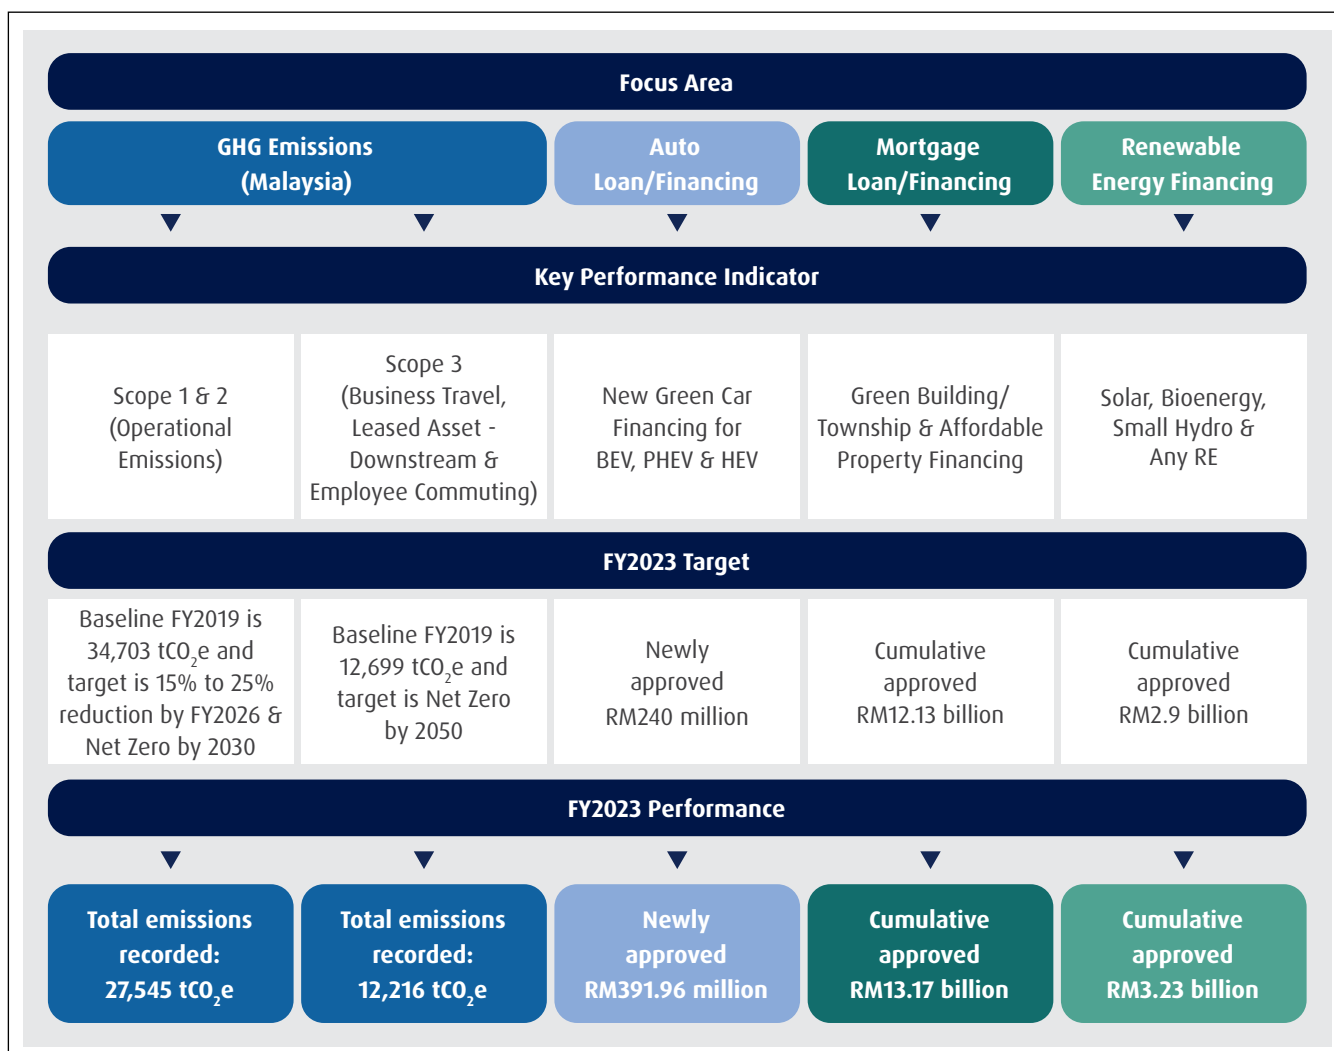 Focus Area
GHG Emissions
(Malaysia)
Auto
Loan/Financing
Mortgage
Loan/Financing
Renewable
Energy Financing
Key Performance Indicator
Scope 1 & 2
(Operational
Emissions)
Scope 3
(Business Travel,
Leased Asset -
Downstream &
Employee Commuting)
New Green Car
Financing for
BEV, PHEV & HEV
Green Building/
Township & Affordable
Property Financing
Solar, Bioenergy,
Small Hydro &
Any RE
FY2023 Target
Baseline FY2019 is
34,703 tCO₂e and
target is 15% to 25%
reduction by FY2026 &
Net Zero by 2030
Baseline FY2019 is
12,699 tCO₂e and
target is Net Zero
by 2050
Newly
approved
RM240 million
Cumulative
approved
RM12.13 billion
Cumulative
approved
RM2.9 billion
FY2023 Performance
Total emissions
recorded:
27,545 tCO₂e
Total emissions
recorded:
12,216 tCO₂e
Newly
approved
RM391.96 million
Cumulative
approved
RM13.17 billion
Cumulative
approved
RM3.23 billion